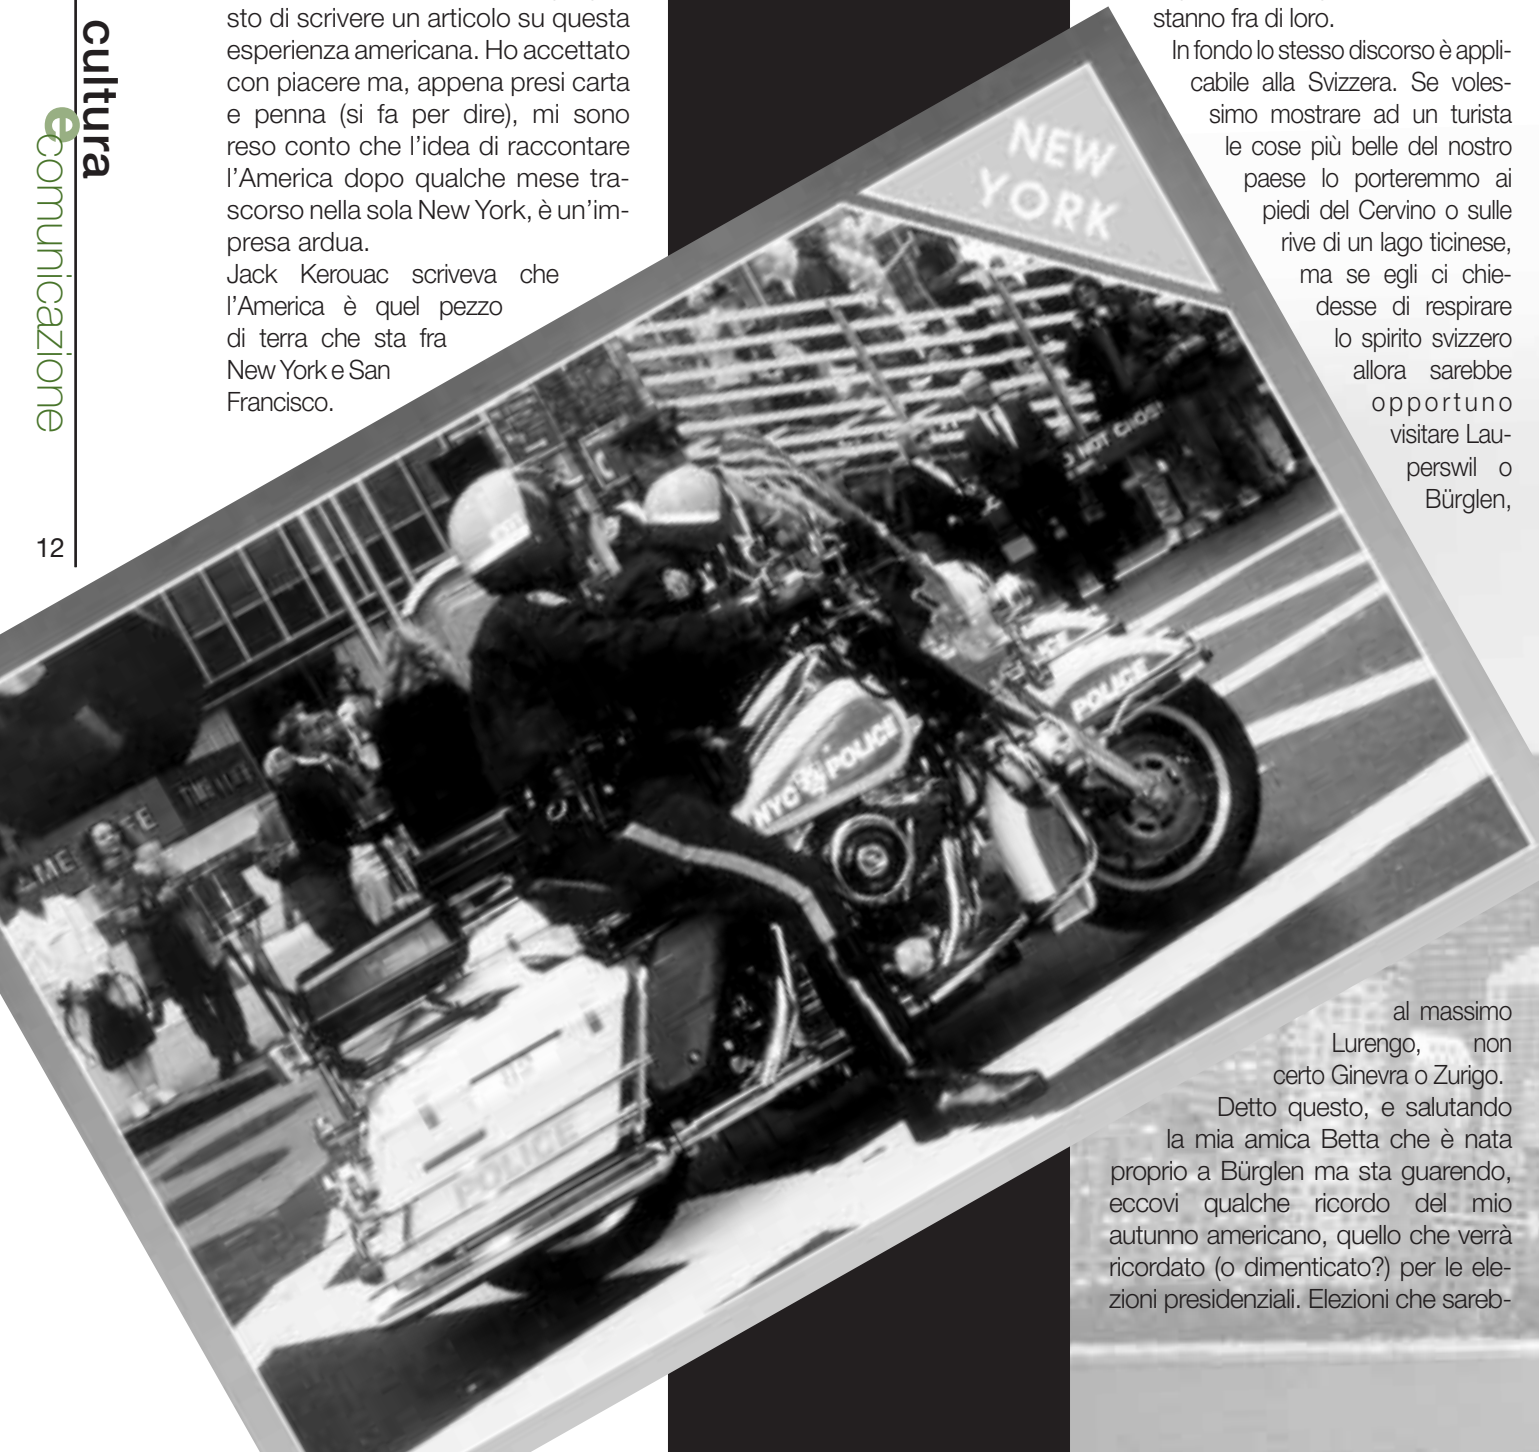 cultura
e
comunicazione
12
sto di scrivere un articolo su questa
esperienza americana. Ho accettato
con piacere ma, appena presi carta
e penna (si fa per dire), mi sono
reso conto che l'idea di raccontare
l'America dopo qualche mese tra-
scorso nella sola New York, è un'im-
presa ardua.
Jack Kerouac scriveva che
l'America è quel pezzo
di terra che sta fra
New York e San
Francisco.
NEW
YORK
NOT CROSS
TIME LIFE
NYC POLICE
POLICE
POLICE
stanno fra di loro.
In fondo lo stesso discorso è appli-
cabile alla Svizzera. Se voles-
simo mostrare ad un turista
le cose più belle del nostro
paese lo porteremmo ai
piedi del Cervino o sulle
rive di un lago ticinese,
ma se egli ci chie-
desse di respirare
lo spirito svizzero
allora sarebbe
opportuno
visitare Lau-
perswil o
Bürglen,
al massimo
Lurengo, non
certo Ginevra o Zurigo.
Detto questo, e salutando
la mia amica Betta che è nata
proprio a Bürglen ma sta guarendo,
eccovi qualche ricordo del mio
autunno americano, quello che verrà
ricordato (o dimenticato?) per le ele-
zioni presidenziali. Elezioni che sareb-